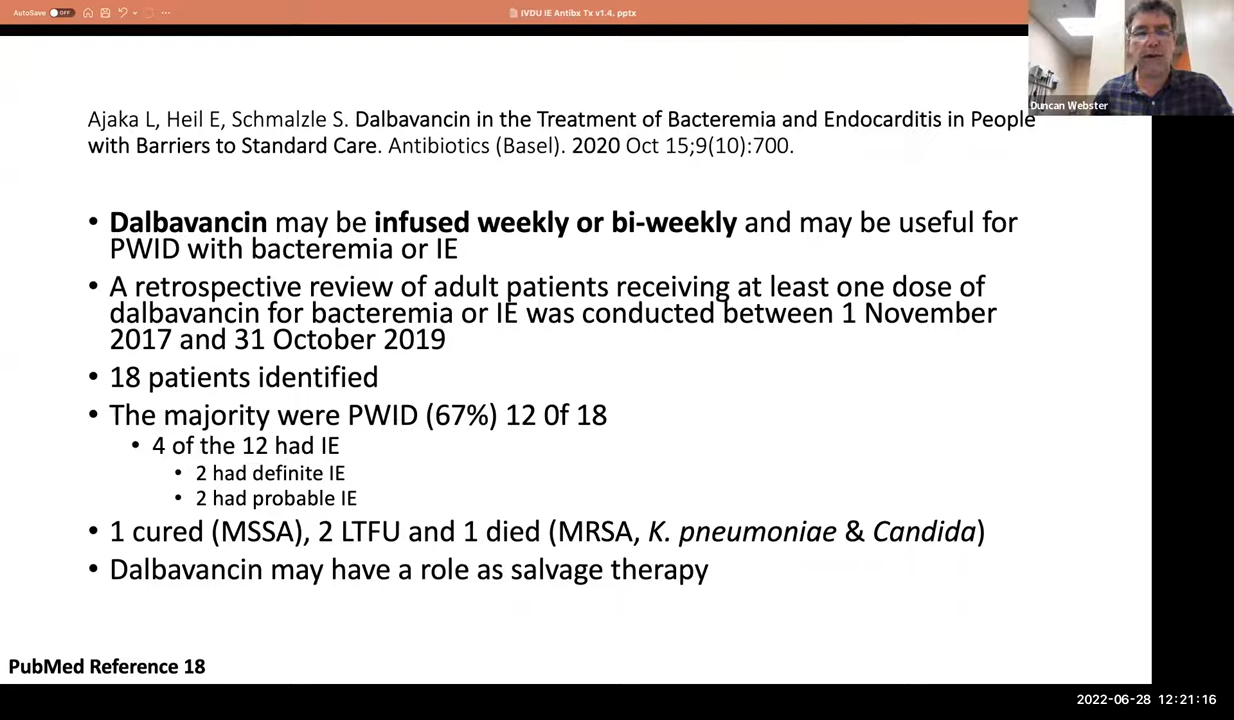 AutoSave OFF
IVDU IE Antibx Tx v1.4. pptx
Duncan Webster
Ajaka L, Heil E, Schmalzle S. Dalbavancin in the Treatment of Bacteremia and Endocarditis in People
with Barriers to Standard Care. Antibiotics (Basel). 2020 Oct 15;9(10):700.
• Dalbavancin may be infused weekly or bi-weekly and may be useful for
PWID with bacteremia or IE
• A retrospective review of adult patients receiving at least one dose of
dalbavancin for bacteremia or IE was conducted between 1 November
2017 and 31 October 2019
• 18 patients identified
• The majority were PWID (67%) 12 0f 18
• 4 of the 12 had IE
• 2 had definite IE
• 2 had probable IE
• 1 cured (MSSA), 2 LTFU and 1 died (MRSA, K. pneumoniae & Candida)
• Dalbavancin may have a role as salvage therapy
PubMed Reference 18
2022-06-28 12:21:16